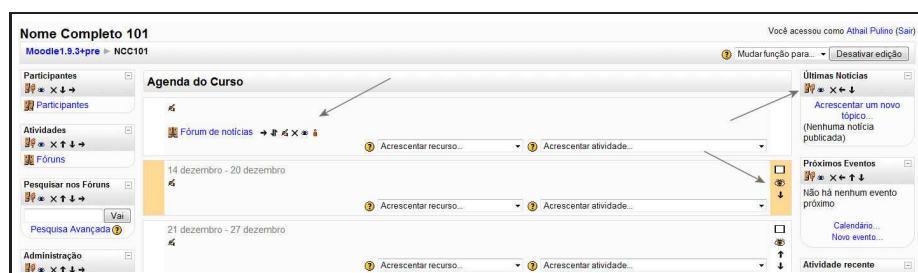 Nome Completo 101
Você acessou como Athail Pulino (Sair)
Moodle1.9.3+pre ► NCC101
Mudar função para...
Desativar edição
Participantes
Participantes
Atividades
Fóruns
Pesquisar nos Fóruns
Vai
Pesquisa Avançada
Administração
Agenda do Curso
Fórum de notícias
Acrescentar recurso...
Acrescentar atividade...
14 dezembro - 20 dezembro
Acrescentar recurso...
Acrescentar atividade...
21 dezembro - 27 dezembro
Acrescentar recurso...
Acrescentar atividade...
Últimas Notícias
Acrescentar um novo
tópico...
(Nenhuma notícia
publicada)
Próximos Eventos
Não há nenhum evento
próximo
Calendário...
Novo evento...
Atividade recente